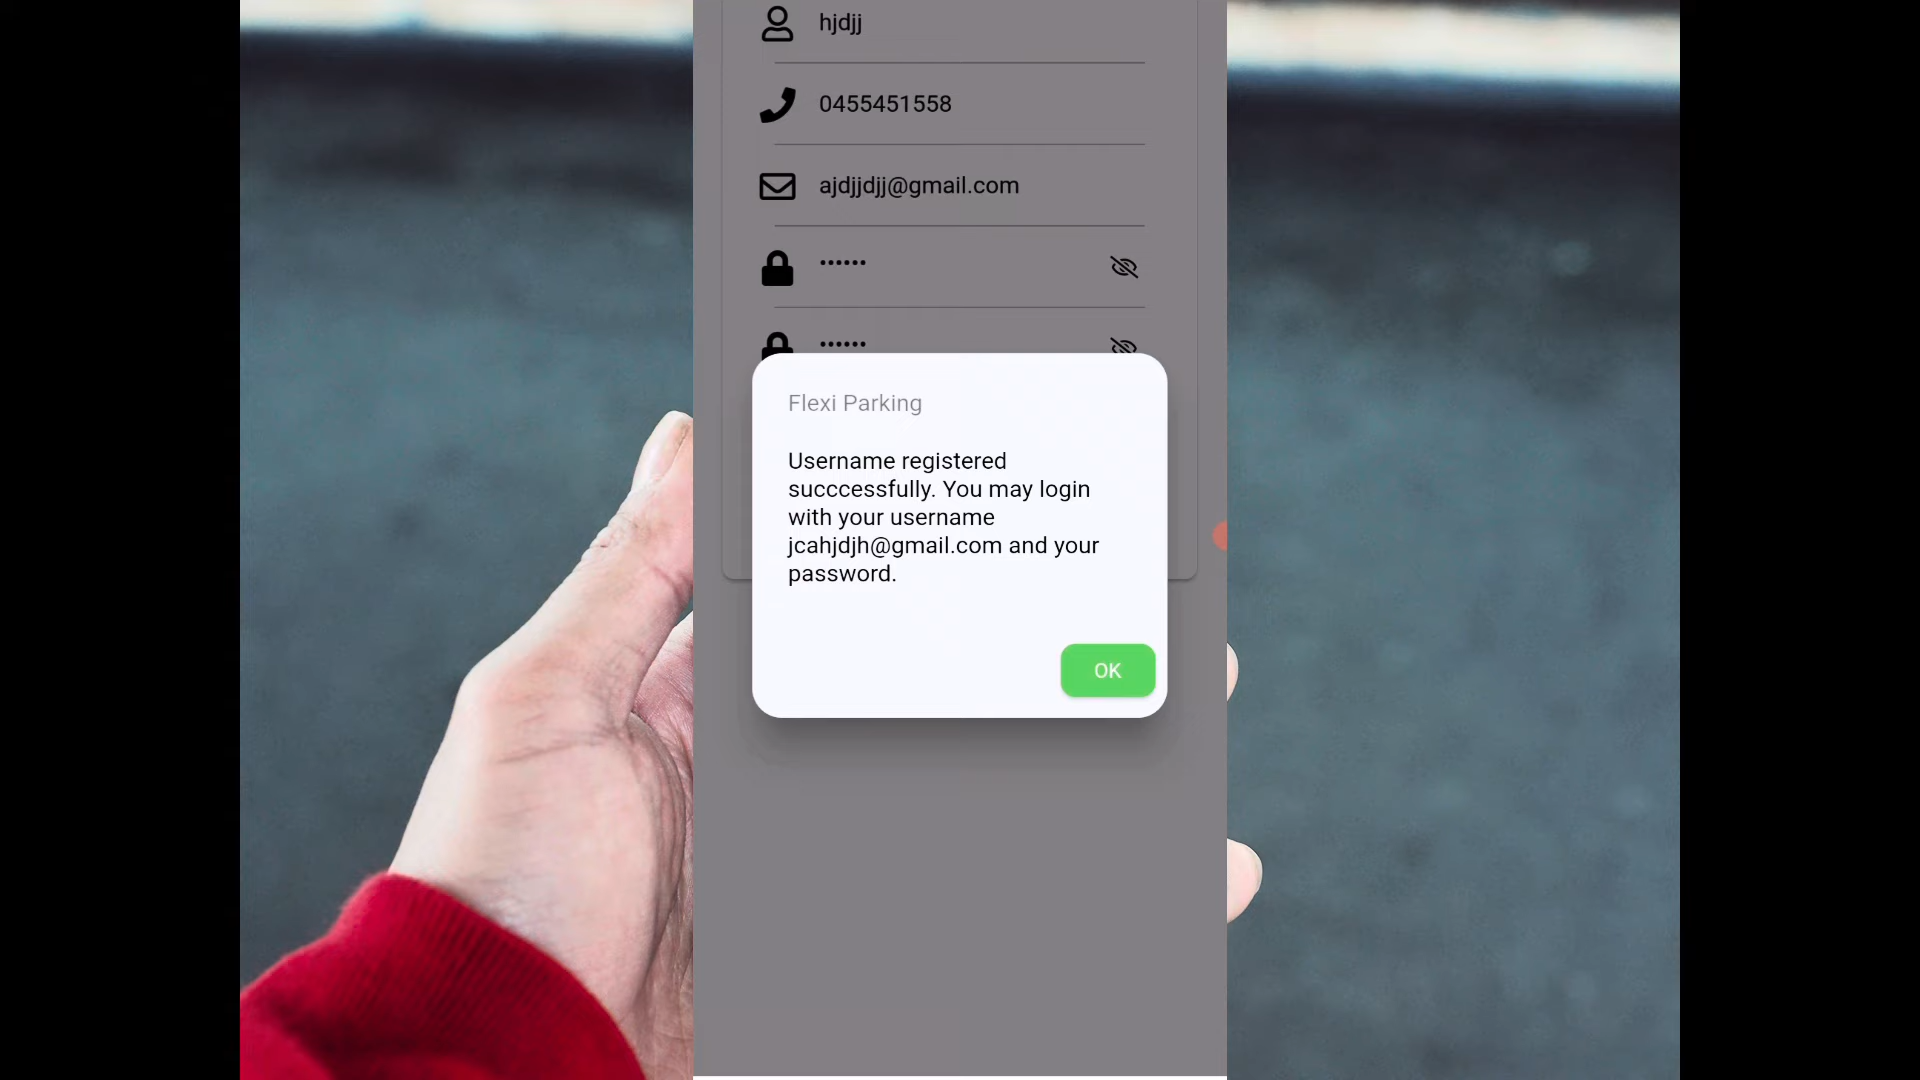 hjdjj
0455451558
ajdjjdjj@gmail.com
••••••
••••••
Flexi Parking
Username registered
succcessfully. You may login
with your username
jcahjdjh@gmail.com and your
password.
OK